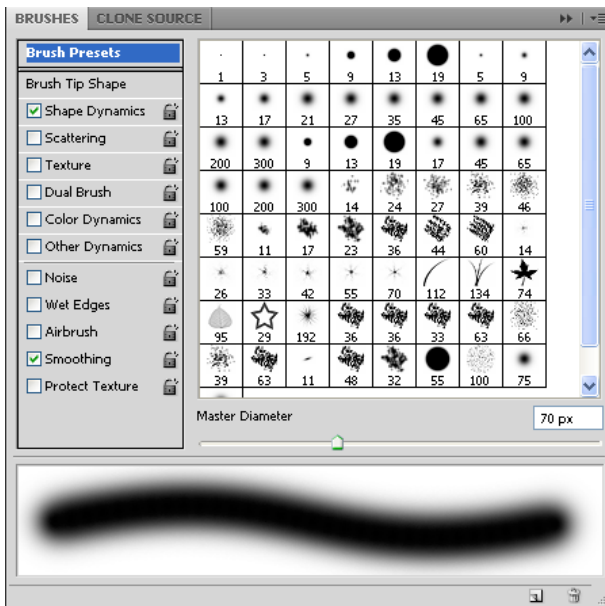 BRUSHES CLONE SOURCE
Brush Presets
Brush Tip Shape
Shape Dynamics
Scattering
Texture
Dual Brush
Color Dynamics
Other Dynamics
Noise
Wet Edges
Airbrush
Smoothing
Protect Texture
1 3 5 9 13 19 5 9
13 17 21 27 35 45 65 100
200 300 9 13 19 17 45 65
100 200 300 14 24 27 39 46
59 11 17 23 36 44 60 14
26 33 42 55 70 112 134 74
95 29 192 36 36 33 63 66
39 63 11 48 32 55 100 75
Master Diameter 70 px